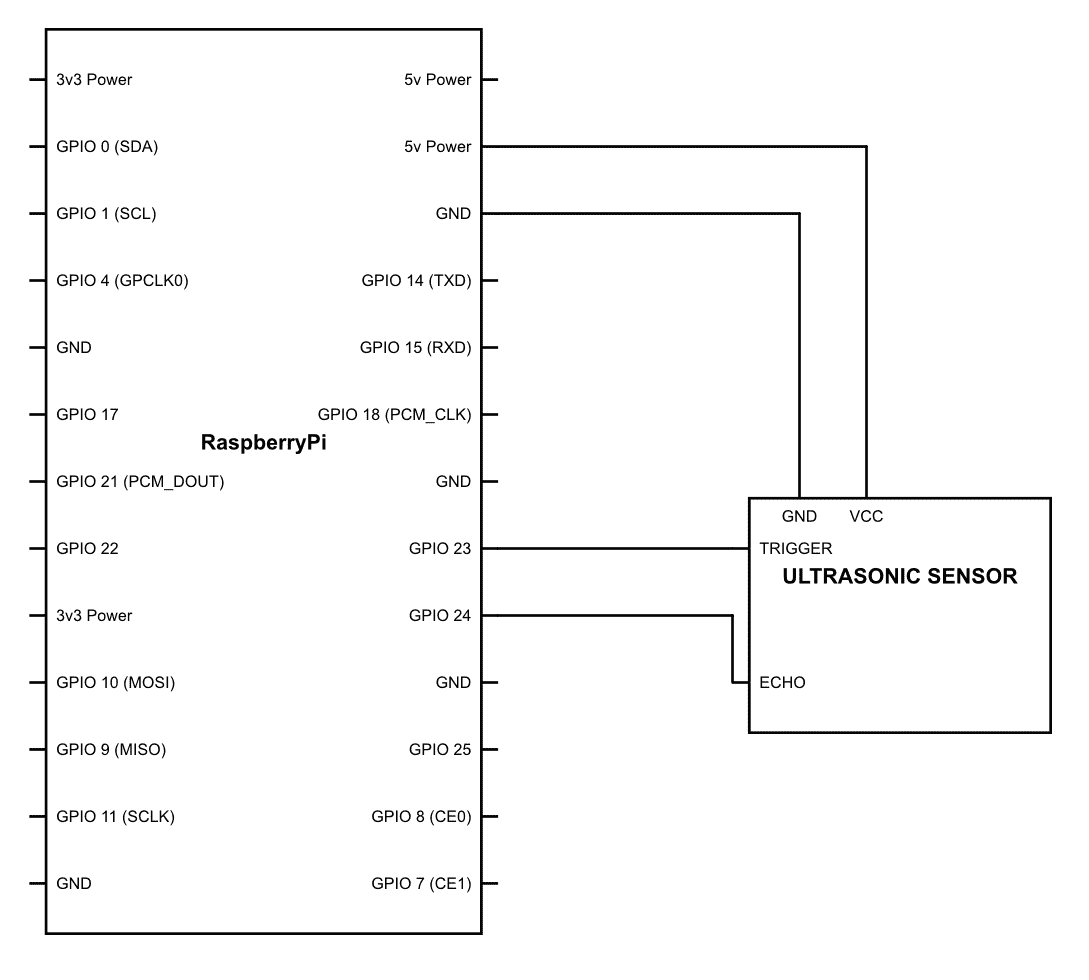 3v3 Power
5v Power
GPIO 0 (SDA)
5v Power
GPIO 1 (SCL)
GND
GPIO 4 (GPCLK0)
GPIO 14 (TXD)
GND
GPIO 15 (RXD)
GPIO 17
GPIO 18 (PCM_CLK)
RaspberryPi
GPIO 21 (PCM_DOUT)
GND
GND
VCC
GPIO 22
GPIO 23
TRIGGER
ULTRASONIC SENSOR
3v3 Power
GPIO 24
GPIO 10 (MOSI)
GND
ECHO
GPIO 9 (MISO)
GPIO 25
GPIO 11 (SCLK)
GPIO 8 (CE0)
GND
GPIO 7 (CE1)